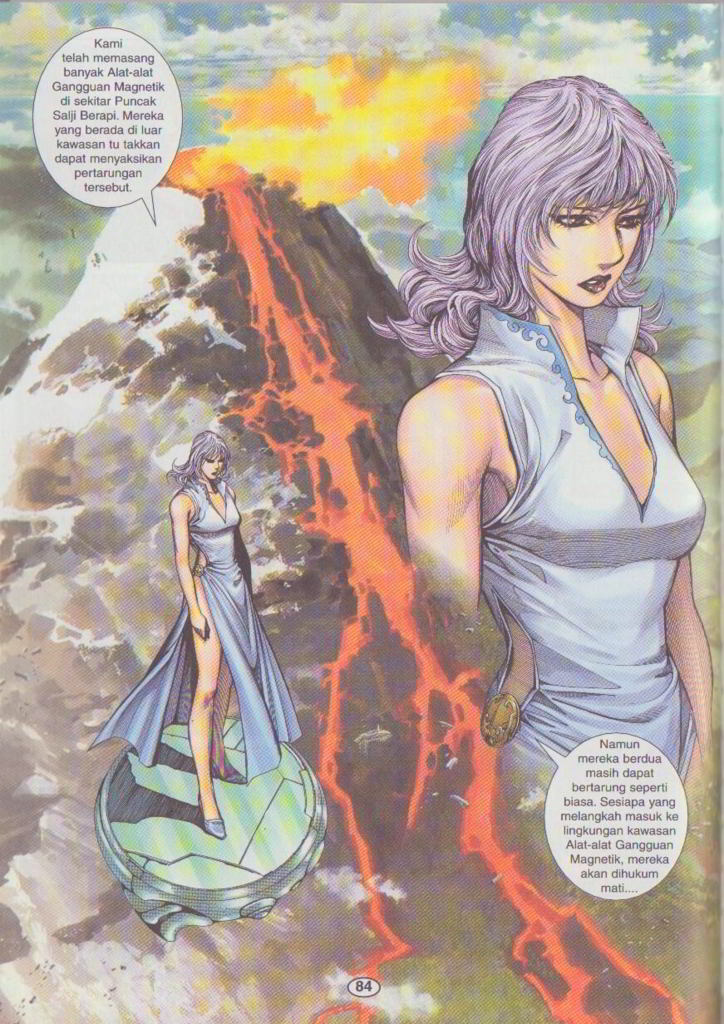 Kami
telah memasang
banyak Alat-alat
Gangguan Magnetik
di sekitar Puncak
Salji Berapi. Mereka
yang berada di luar
kawasan tu takkan
dapat menyaksikan
pertarungan
tersebut.
Namun
mereka berdua
masih dapat
bertarung seperti
biasa. Sesiapa yang
melangkah masuk ke
lingkungan kawasan
Alat-alat Gangguan
Magnetik, mereka
akan dihukum
mati....
84